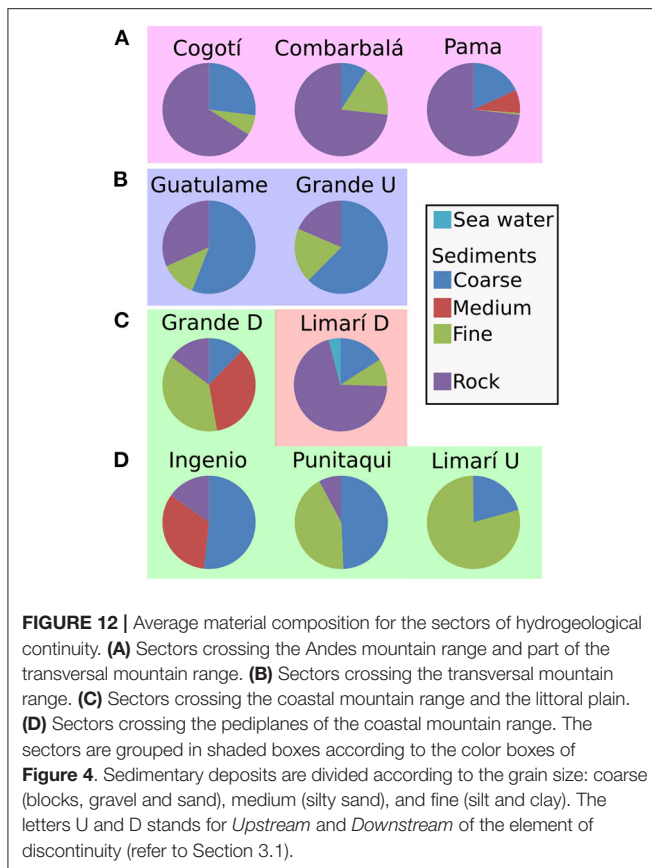 A
Cogotí Combarbalá Pama
B
Guatulame Grande U
Sea water
Sediments
Coarse
Medium
Fine
Rock
C
Grande D Limarí D
D
Ingenio Punitaqui Limarí U
FIGURE 12 | Average material composition for the sectors of hydrogeological
continuity. (A) Sectors crossing the Andes mountain range and part of the
transversal mountain range. (B) Sectors crossing the transversal mountain
range. (C) Sectors crossing the coastal mountain range and the littoral plain.
(D) Sectors crossing the pediplanes of the coastal mountain range. The
sectors are grouped in shaded boxes according to the color boxes of
Figure 4. Sedimentary deposits are divided according to the grain size: coarse
(blocks, gravel and sand), medium (silty sand), and fine (silt and clay). The
letters U and D stands for Upstream and Downstream of the element of
discontinuity (refer to Section 3.1).